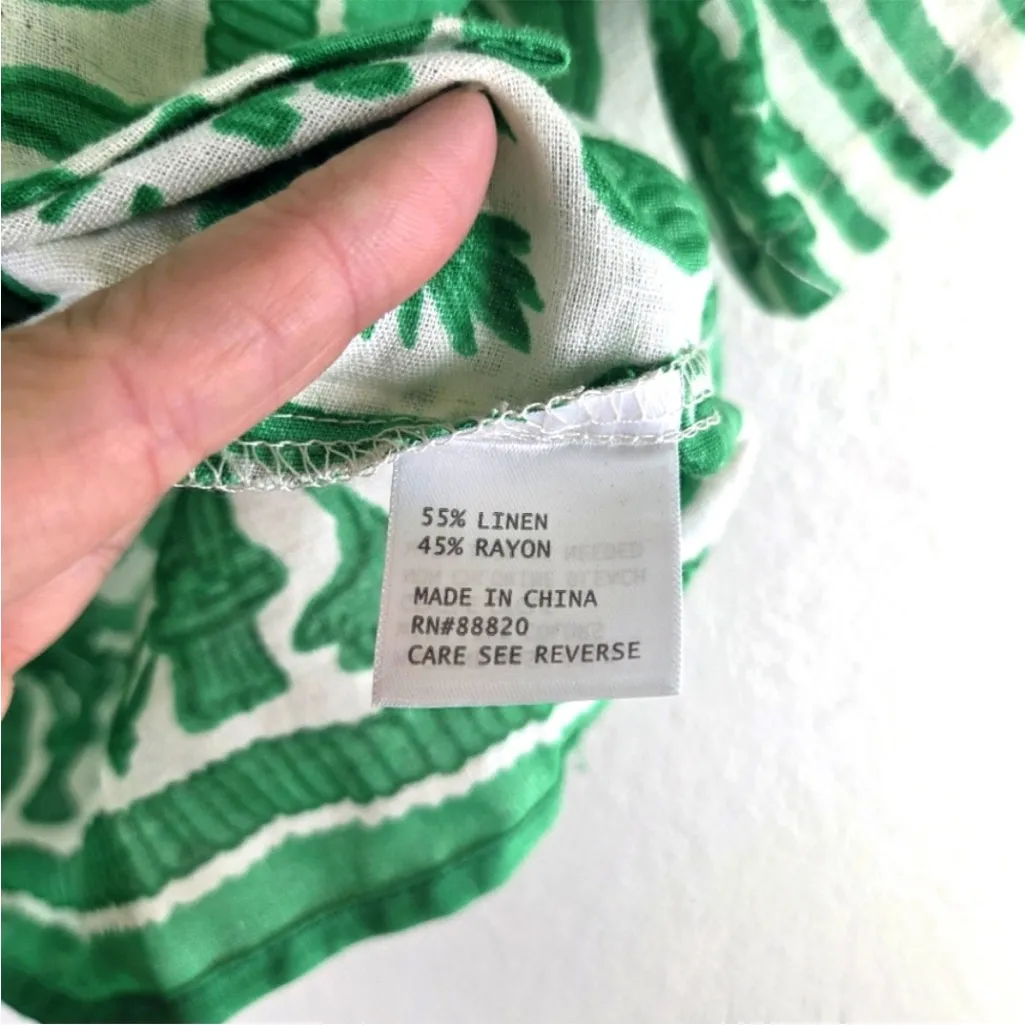 55% LINEN
45% RAYON
MADE IN CHINA
RN#88820
CARE SEE REVERSE